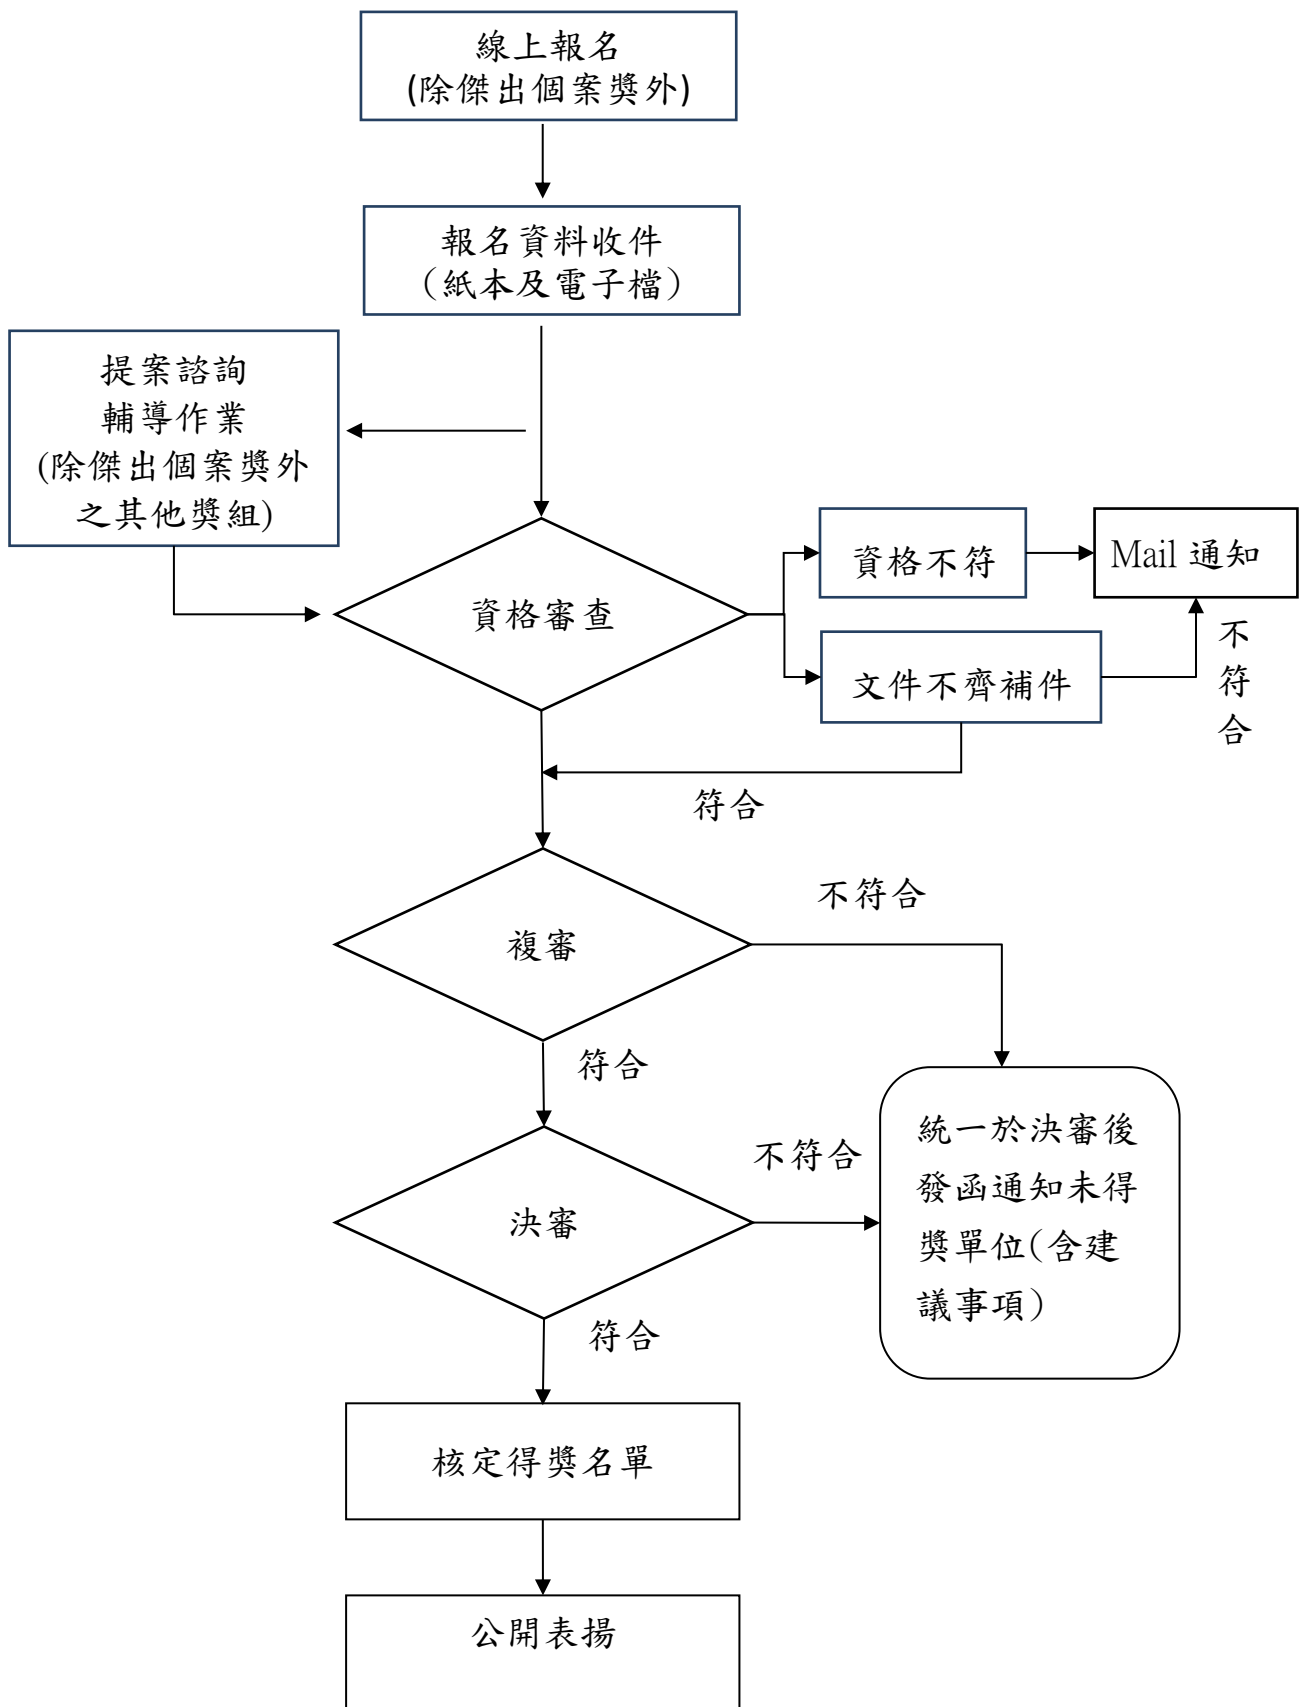 線上報名
(除傑出個案獎外)
報名資料收件
（紙本及電子檔）
提案諮詢
輔導作業
(除傑出個案獎外
之其他獎組)
資格審查
資格不符
Mail 通知
文件不齊補件
不
符
合
符合
複審
不符合
符合
決審
不符合
統一於決審後
發函通知未得
獎單位(含建
議事項)
符合
核定得獎名單
公開表揚